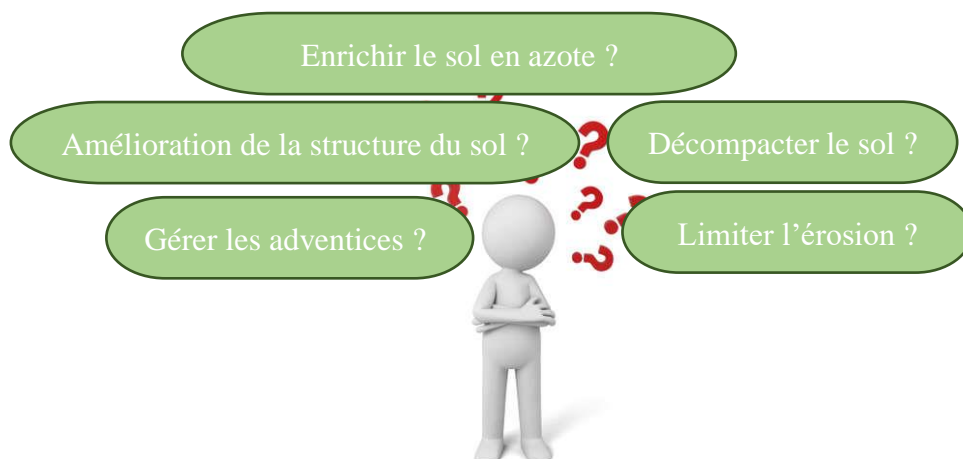 Enrichir le sol en azote ?
Amélioration de la structure du sol ?
Décompacter le sol ?
Gérer les adventices ?
Limiter l’érosion ?